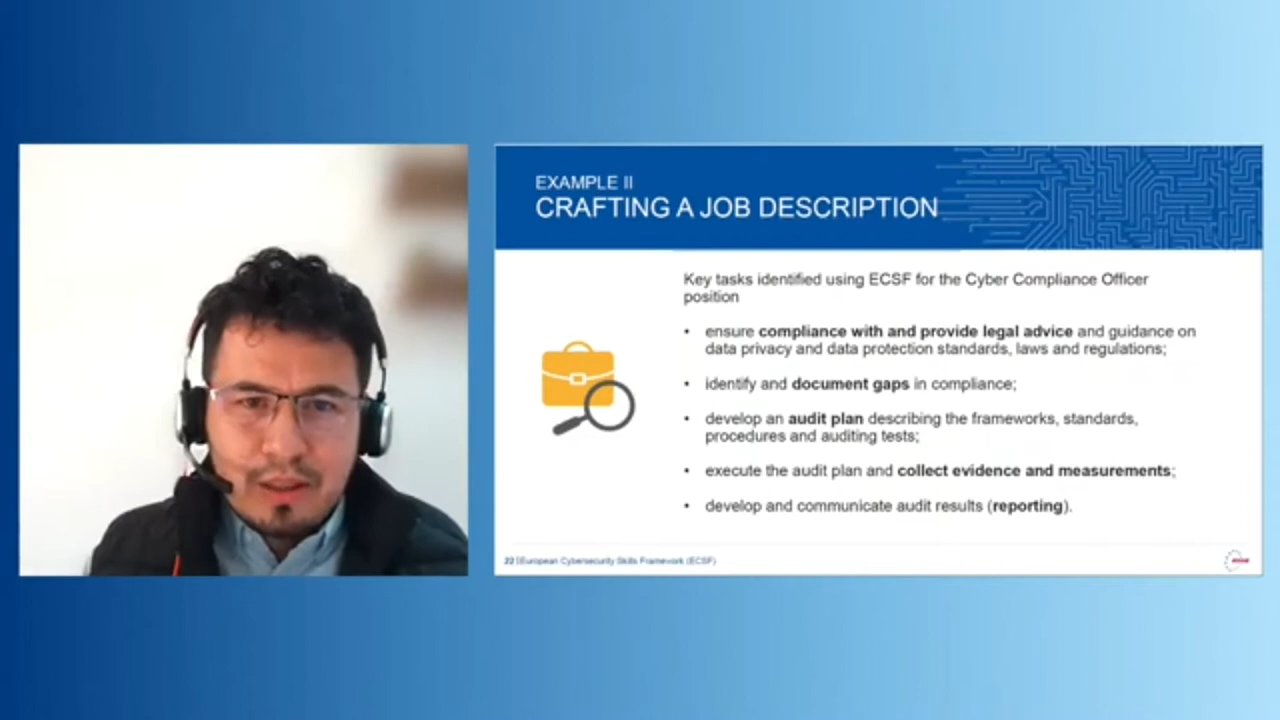 EXAMPLE II
CRAFTING A JOB DESCRIPTION
Key tasks identified using ECSF for the Cyber Compliance Officer
position
• ensure compliance with and provide legal advice and guidance on
data privacy and data protection standards, laws and regulations;
• identify and document gaps in compliance;
• develop an audit plan describing the frameworks, standards,
procedures and auditing tests;
• execute the audit plan and collect evidence and measurements;
• develop and communicate audit results (reporting).
22 | European Cybersecurity Skills Framework (ECSF)